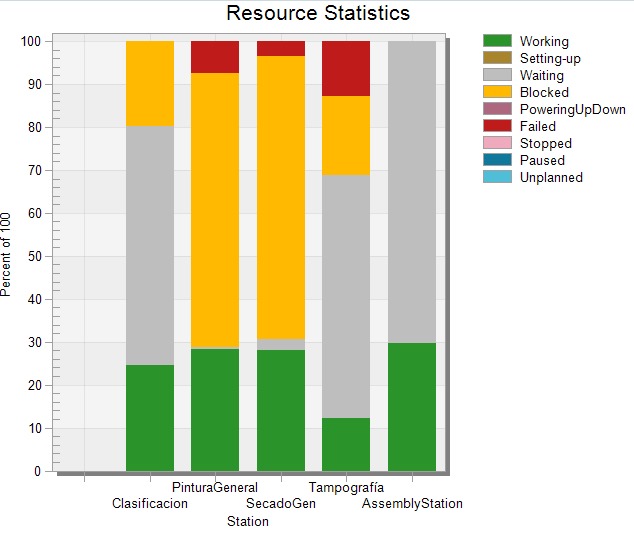 Resource Statistics
100
90
80
70
60
50
40
30
20
10
0
Percent of 100
PinturaGeneral
Tampografía
Clasificacion
SecadoGen
AssemblyStation
Station
Working
Setting-up
Waiting
Blocked
PoweringUpDown
Failed
Stopped
Paused
Unplanned